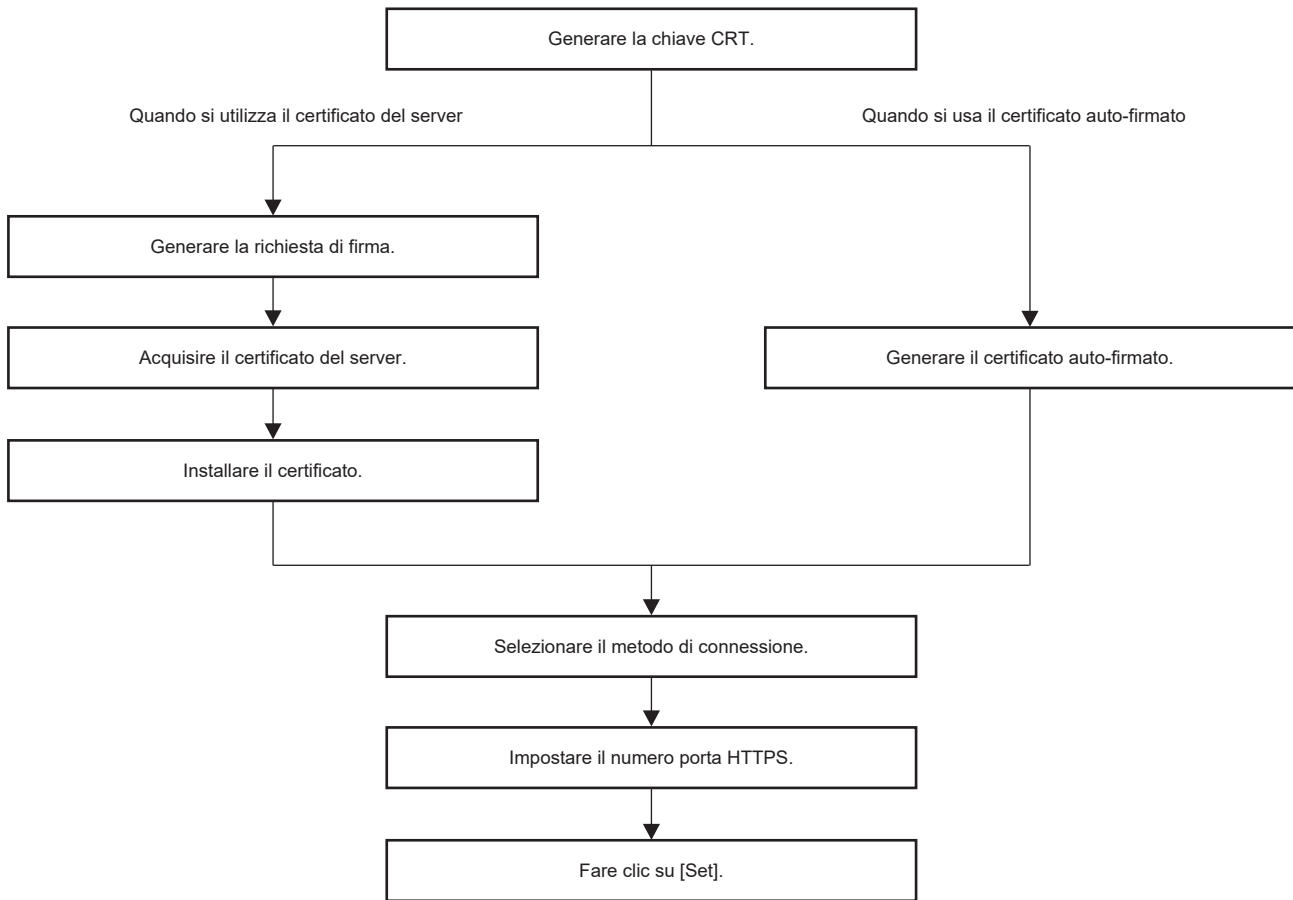 Generare la chiave CRT.
Quando si utilizza il certificato del server
Quando si usa il certificato auto-firmato
Generare la richiesta di firma.
Acquisire il certificato del server.
Generare il certificato auto-firmato.
Installare il certificato.
Selezionare il metodo di connessione.
Impostare il numero porta HTTPS.
Fare clic su [Set].